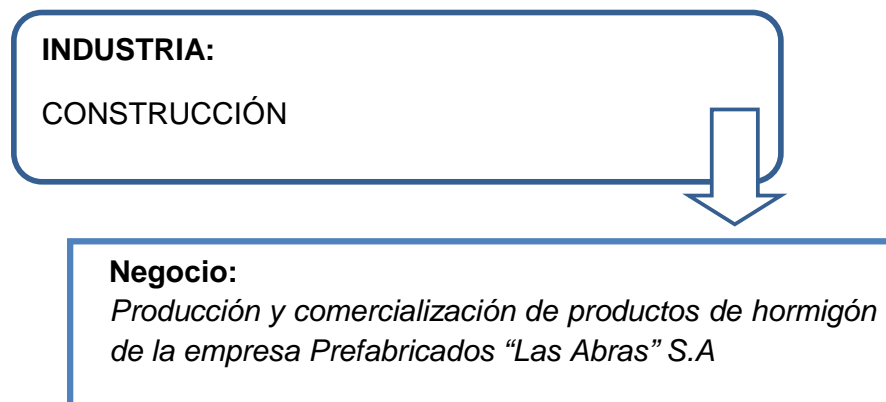 INDUSTRIA:
CONSTRUCCIÓN
Negocio:
Producción y comercialización de productos de hormigón
de la empresa Prefabricados “Las Abras” S.A